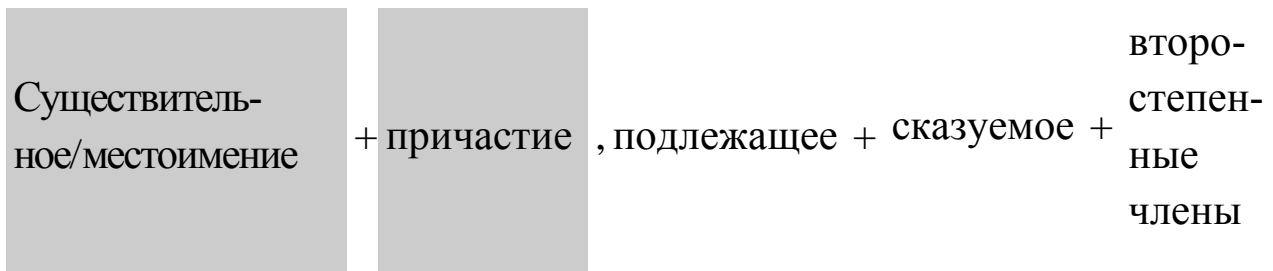 Существитель-
ное/местоимение
+ причастие , подлежащее + сказуемое +
второ-
степен-
ные
члены